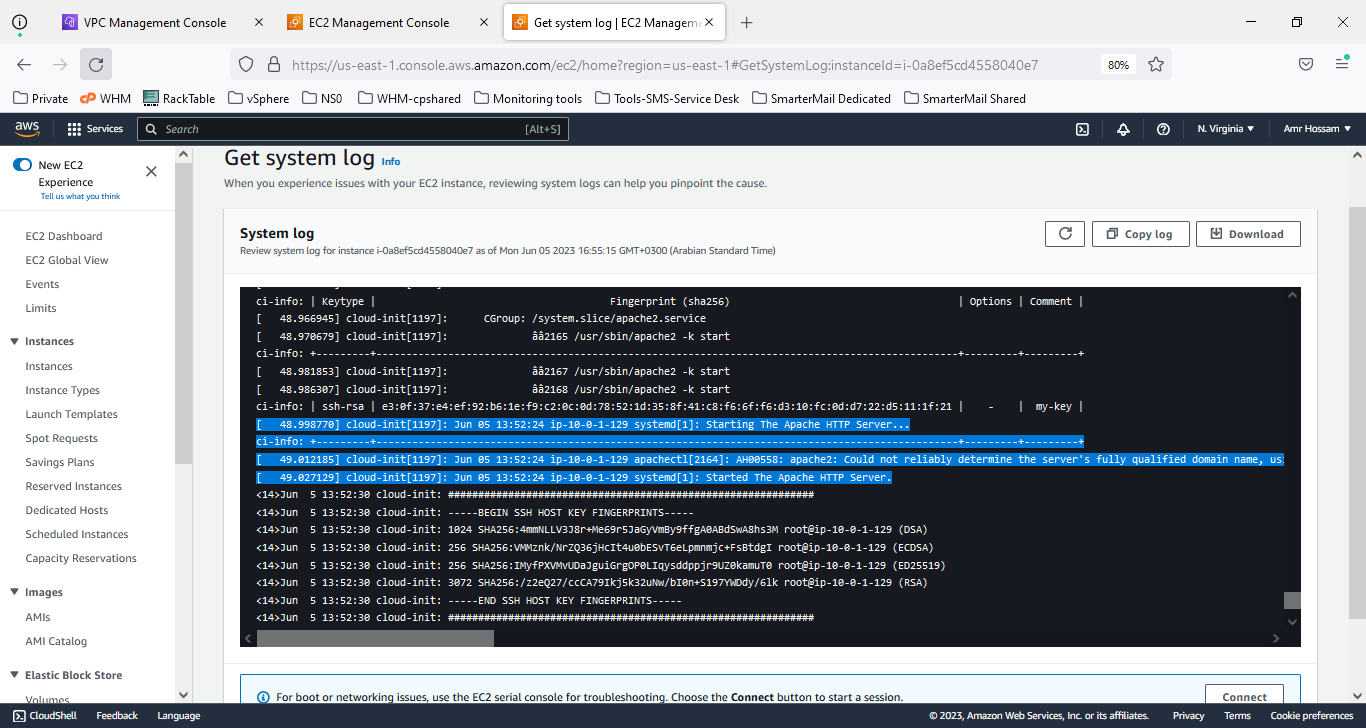 VPC Management Console
EC2 Management Console
Get system log | EC2 Managem
https://us-east-1.console.aws.amazon.com/ec2/home?region=us-east-1#GetSystemLog:instanceId=i-0a8ef5cd4558040e7
80%
Private
WHM
RackTable
vSphere
NS0
WHM-cpshared
Monitoring tools
Tools-SMS-Service Desk
SmarterMail Dedicated
SmarterMail Shared
aws
Services
Search
[Alt+S]
N. Virginia
Amr Hossam
New EC2
Experience
Tell us what you think
EC2 Dashboard
EC2 Global View
Events
Limits
Instances
Instances
Instance Types
Launch Templates
Spot Requests
Savings Plans
Reserved Instances
Dedicated Hosts
Scheduled Instances
Capacity Reservations
Images
AMIs
AMI Catalog
Elastic Block Store
Volumes
Get system log Info
When you experience issues with your EC2 instance, reviewing system logs can help you pinpoint the cause.
System log
Review system log for instance i-0a8ef5cd4558040e7 as of Mon Jun 05 2023 16:55:15 GMT+0300 (Arabian Standard Time)
Copy log
Download
ci-info: | Keytype | Fingerprint (sha256) | Options | Comment |
[ 48.966945] cloud-init[1197]: CGroup: /system.slice/apache2.service
[ 48.970679] cloud-init[1197]: ââ2165 /usr/sbin/apache2 -k start
ci-info: +---------+-------------------------------------------------------------------------------------------------+---------+---------+
[ 48.981853] cloud-init[1197]: ââ2167 /usr/sbin/apache2 -k start
[ 48.986307] cloud-init[1197]: ââ2168 /usr/sbin/apache2 -k start
ci-info: | ssh-rsa | e3:0f:37:e4:ef:92:b6:1e:f9:c2:0c:0d:78:52:1d:35:8f:41:c8:f6:6f:f6:d3:10:fc:0d:d7:22:d5:11:1f:21 | - | my-key |
[ 48.998770] cloud-init[1197]: Jun 05 13:52:24 ip-10-0-1-129 systemd[1]: Starting The Apache HTTP Server...
ci-info: +---------+-------------------------------------------------------------------------------------------------+---------+---------+
[ 49.012185] cloud-init[1197]: Jun 05 13:52:24 ip-10-0-1-129 apachectl[2164]: AH00558: apache2: Could not reliably determine the server's fully qualified domain name, us
[ 49.027129] cloud-init[1197]: Jun 05 13:52:24 ip-10-0-1-129 systemd[1]: Started The Apache HTTP Server.
<14>Jun 5 13:52:30 cloud-init: #############################################################
<14>Jun 5 13:52:30 cloud-init: -----BEGIN SSH HOST KEY FINGERPRINTS-----
<14>Jun 5 13:52:30 cloud-init: 1024 SHA256:4mmNLLV3J8r+Me69r5JaGyVmBy9ffgA0ABdSwA8hs3M root@ip-10-0-1-129 (DSA)
<14>Jun 5 13:52:30 cloud-init: 256 SHA256:VMMznk/NrZQ36jHcIt4u0bESvT6eLpmnmjc+FsBtdgI root@ip-10-0-1-129 (ECDSA)
<14>Jun 5 13:52:30 cloud-init: 256 SHA256:IMyfPXVMvUDaJguiGrgOP0LIqysddppjr9UZ0kamuT0 root@ip-10-0-1-129 (ED25519)
<14>Jun 5 13:52:30 cloud-init: 3072 SHA256:/z2eQ27/ccCA79Ikj5k32uNw/bI0n+S197YWDdy/6lk root@ip-10-0-1-129 (RSA)
<14>Jun 5 13:52:30 cloud-init: -----END SSH HOST KEY FINGERPRINTS-----
<14>Jun 5 13:52:30 cloud-init: #############################################################
For boot or networking issues, use the EC2 serial console for troubleshooting. Choose the Connect button to start a session.
Connect
CloudShell
Feedback
Language
© 2023, Amazon Web Services, Inc. or its affiliates.
Privacy
Terms
Cookie preferences